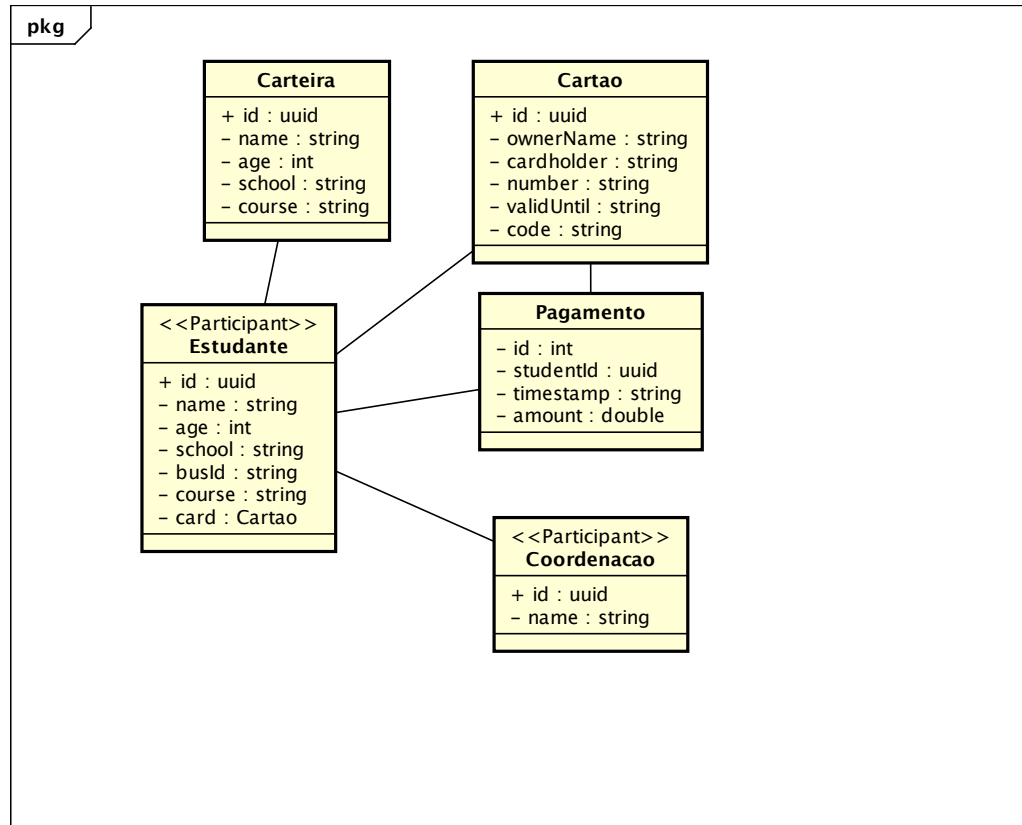 pkg
Carteira
+ id : uuid
– name : string
– age : int
– school : string
– course : string
Cartao
+ id : uuid
– ownerName : string
– cardholder : string
– number : string
– validUntil : string
– code : string
<<Participant>>
Estudante
+ id : uuid
– name : string
– age : int
– school : string
– busId : string
– course : string
– card : Cartao
Pagamento
– id : int
– studentId : uuid
– timestamp : string
– amount : double
<<Participant>>
Coordenacao
+ id : uuid
– name : string